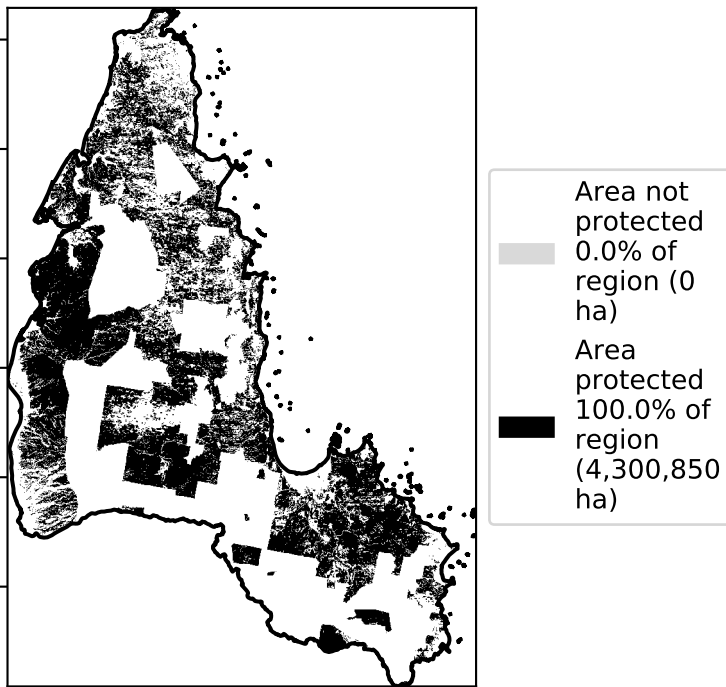 Area not
protected
0.0% of
region (0
ha)
Area
protected
100.0% of
region
(4,300,850
ha)